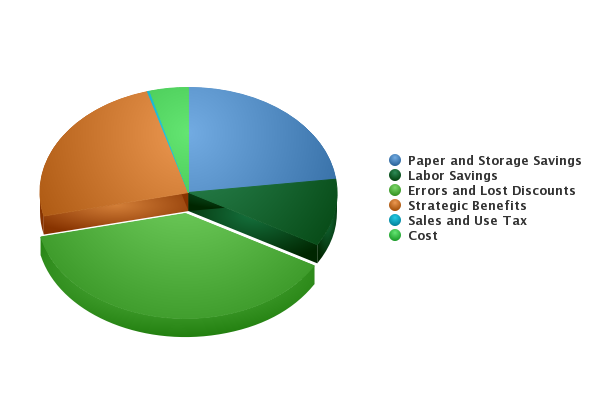 Paper and Storage Savings
Labor Savings
Errors and Lost Discounts
Strategic Benefits
Sales and Use Tax
Cost